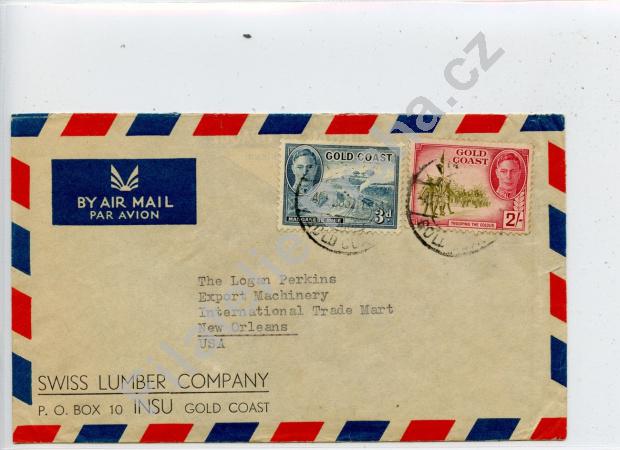 BY AIR MAIL
PAR AVION
GOLD COAST
3d
GOLD
COAST
TROOPING THE COLOUR
2/-
The Logan Perkins
Export Machinery
International Trade Mart
New Orleans
USA
SWISS LUMBER COMPANY
P. O. BOX 10 INSU GOLD COAST